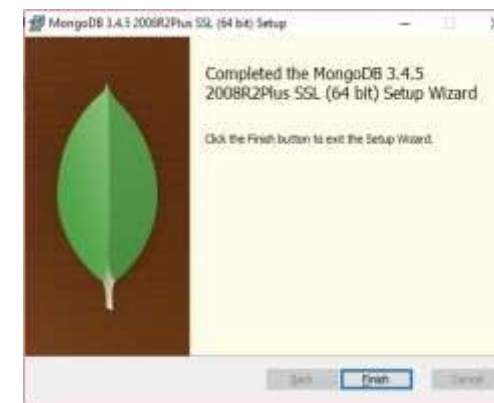 MongoDB 3.4.5 2008R2Plus SSL (64 bit) Setup
Completed the MongoDB 3.4.5
2008R2Plus SSL (64 bit) Setup Wizard
Click the Finish button to exit the Setup Wizard.
Back Finish Cancel